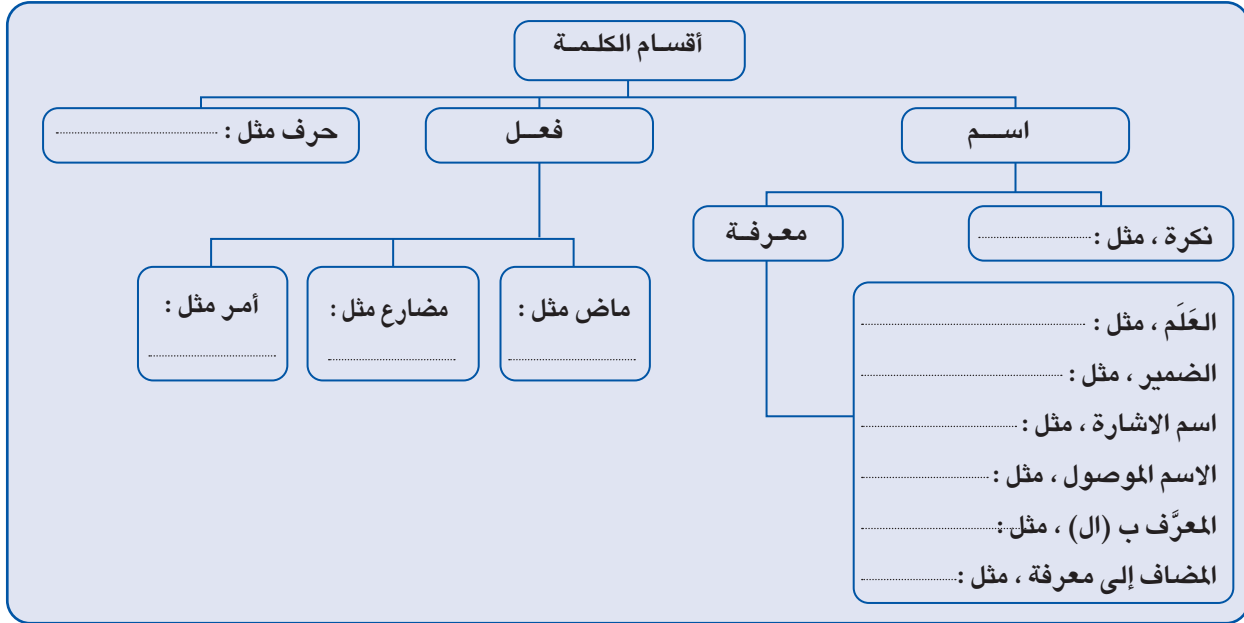 أقسام الكلمة
اسم
فعل
حرف مثل : ........................
نكرة ، مثل : ........................
معرفة
ماض مثل :
........................
مضارع مثل :
........................
أمر مثل :
........................
العَلَم ، مثل : ........................
الضمير ، مثل : ........................
اسم الاشارة ، مثل : ........................
الاسم الموصول ، مثل : ........................
المعرَّف ب (ال) ، مثل : ........................
المضاف إلى معرفة ، مثل : ........................